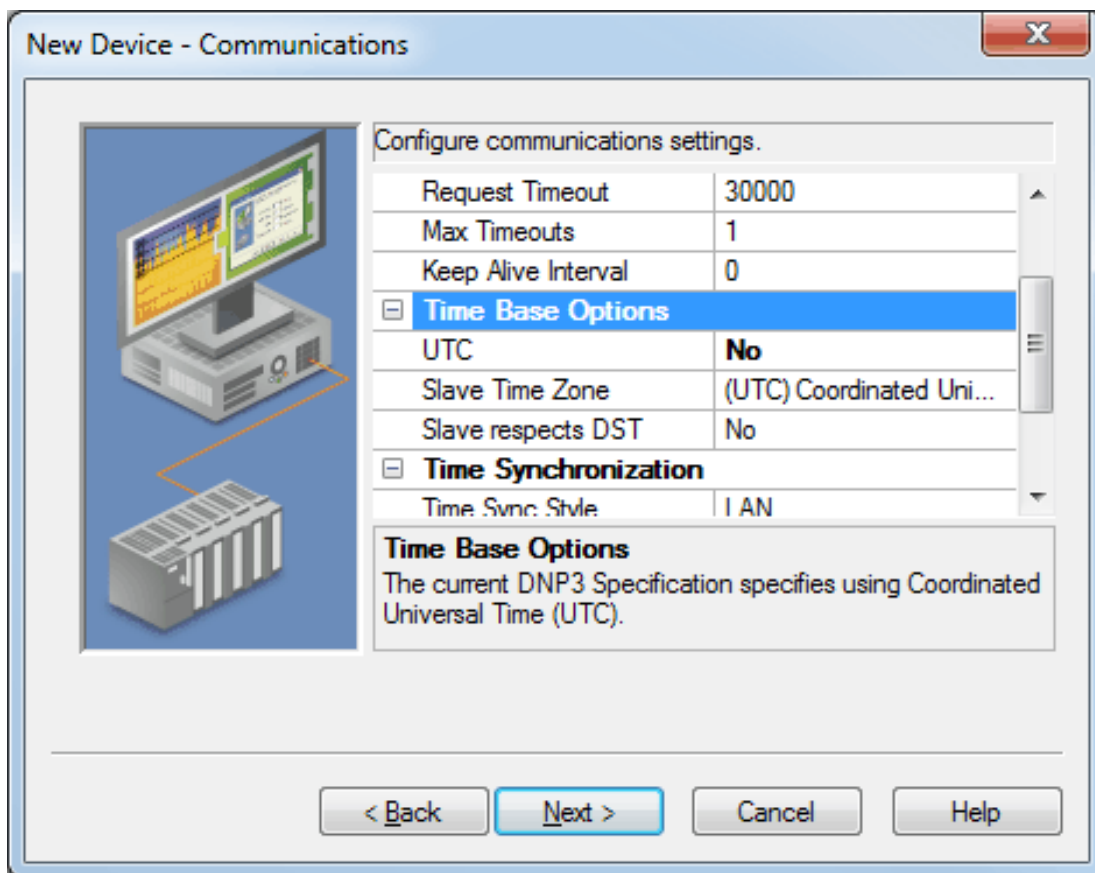 New Device - Communications
Configure communications settings.
Request Timeout 30000
Max Timeouts 1
Keep Alive Interval 0
Time Base Options
UTC No
Slave Time Zone (UTC) Coordinated Uni...
Slave respects DST No
Time Synchronization
Time Sync Style LAN
Time Base Options
The current DNP3 Specification specifies using Coordinated
Universal Time (UTC).
< Back Next > Cancel Help